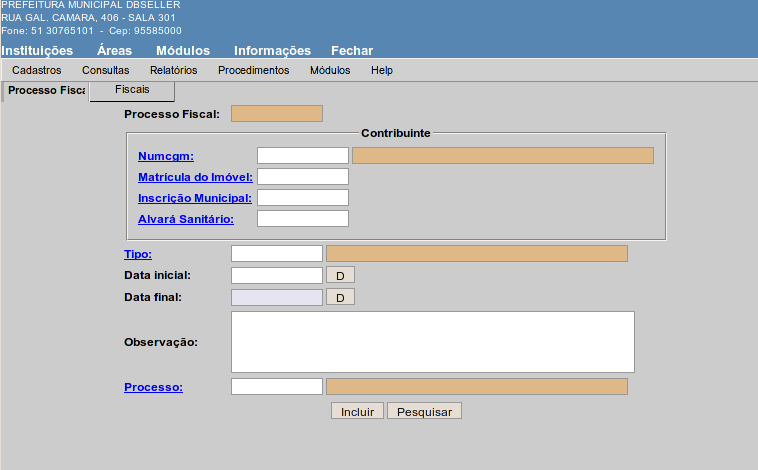 PREFEITURA MUNICIPAL DBSELLER
RUA GAL. CAMARA, 406 - SALA 301
Fone: 51 30765101 - Cep: 95585000
Instituições Áreas Módulos Informações Fechar
Cadastros Consultas Relatórios Procedimentos Módulos Help
Processo Fisca Fiscais
Processo Fiscal:
Contribuinte
Numcgm:
Matrícula do Imóvel:
Inscrição Municipal:
Alvará Sanitário:
Tipo:
Data inicial: D
Data final: D
Observação:
Processo:
Incluir Pesquisar